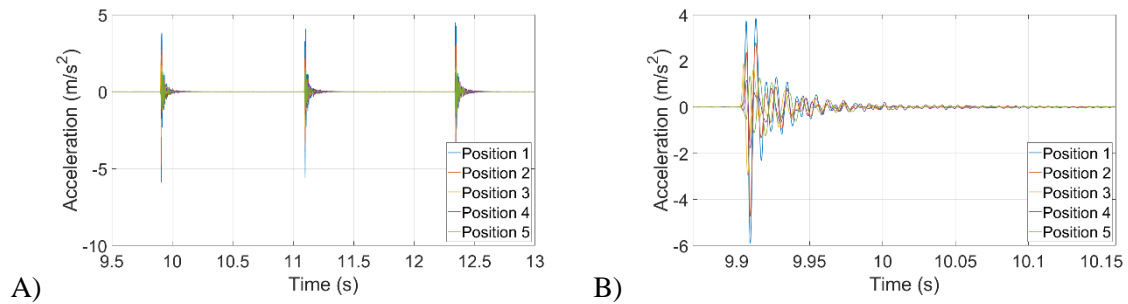 A)
Acceleration (m/s²)
5
0
-5
-10
9.5 10 10.5 11 11.5 12 12.5 13
Time (s)
Position 1
Position 2
Position 3
Position 4
Position 5
B)
Acceleration (m/s²)
4
2
0
-2
-4
-6
9.9 9.95 10 10.05 10.1 10.15
Time (s)
Position 1
Position 2
Position 3
Position 4
Position 5